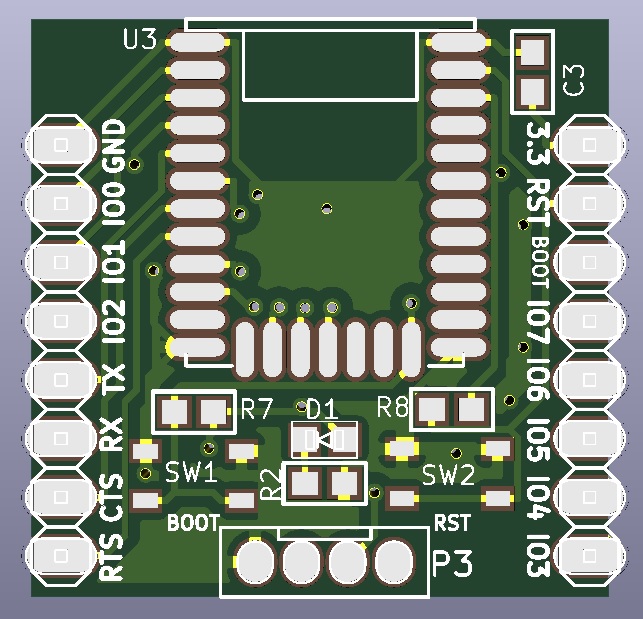 U3
C3
GND
IO0
IO1
IO2
TX
RX
CTS
RTS
3.3
RST
BOOT
IO7
IO6
IO5
IO4
IO3
R7
D1
R8
SW1
R2
SW2
BOOT
RST
P3